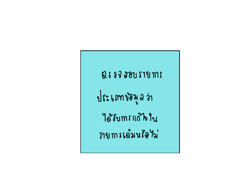 ตรวจสอบรายการ
ประเภทข้อมูลว่า
ได้รับการแก้ไขใน
รายการเดิมหรือไม่